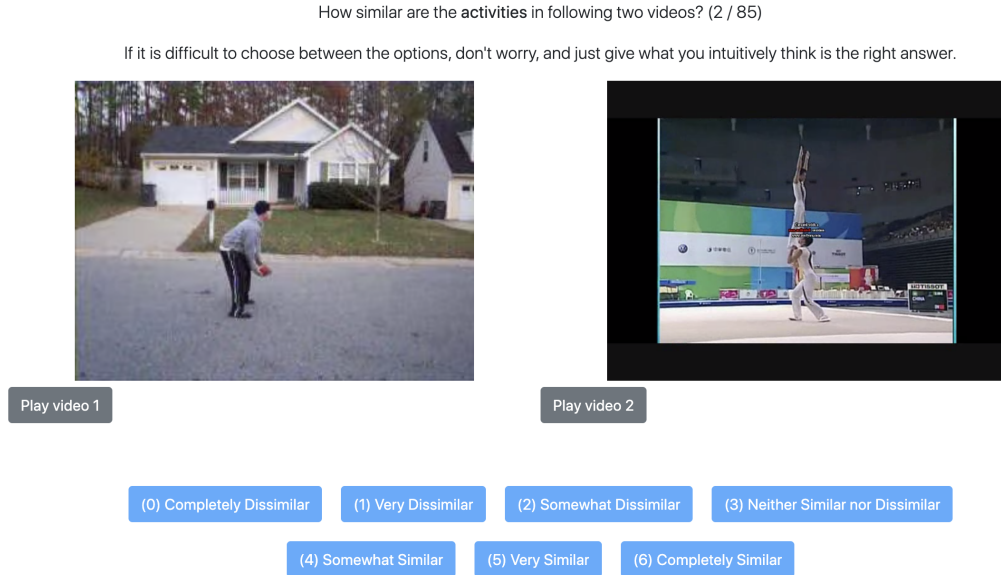 How similar are the activities in following two videos? (2 / 85)
If it is difficult to choose between the options, don't worry, and just give what you intuitively think is the right answer.
TISSOT
CHINA
Play video 1
Play video 2
(0) Completely Dissimilar
(1) Very Dissimilar
(2) Somewhat Dissimilar
(3) Neither Similar nor Dissimilar
(4) Somewhat Similar
(5) Very Similar
(6) Completely Similar